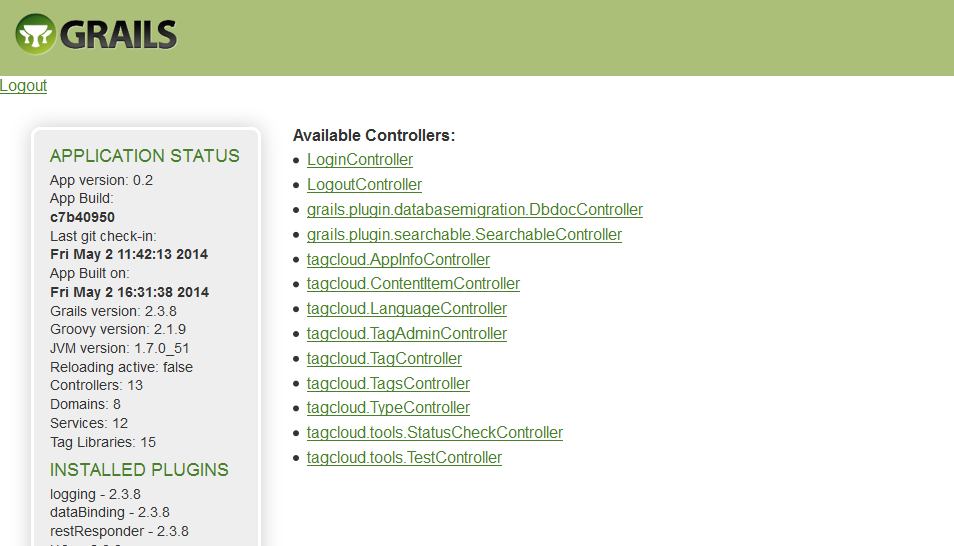 GRAILS
Logout
APPLICATION STATUS
App version: 0.2
App Build:
c7b40950
Last git check-in:
Fri May 2 11:42:13 2014
App Built on:
Fri May 2 16:31:38 2014
Grails version: 2.3.8
Groovy version: 2.1.9
JVM version: 1.7.0_51
Reloading active: false
Controllers: 13
Domains: 8
Services: 12
Tag Libraries: 15
INSTALLED PLUGINS
logging - 2.3.8
dataBinding - 2.3.8
restResponder - 2.3.8
Available Controllers:
LoginController
LogoutController
grails.plugin.databasemigration.DbdocController
grails.plugin.searchable.SearchableController
tagcloud.AppInfoController
tagcloud.ContentItemController
tagcloud.LanguageController
tagcloud.TagAdminController
tagcloud.TagController
tagcloud.TagsController
tagcloud.TypeController
tagcloud.tools.StatusCheckController
tagcloud.tools.TestController